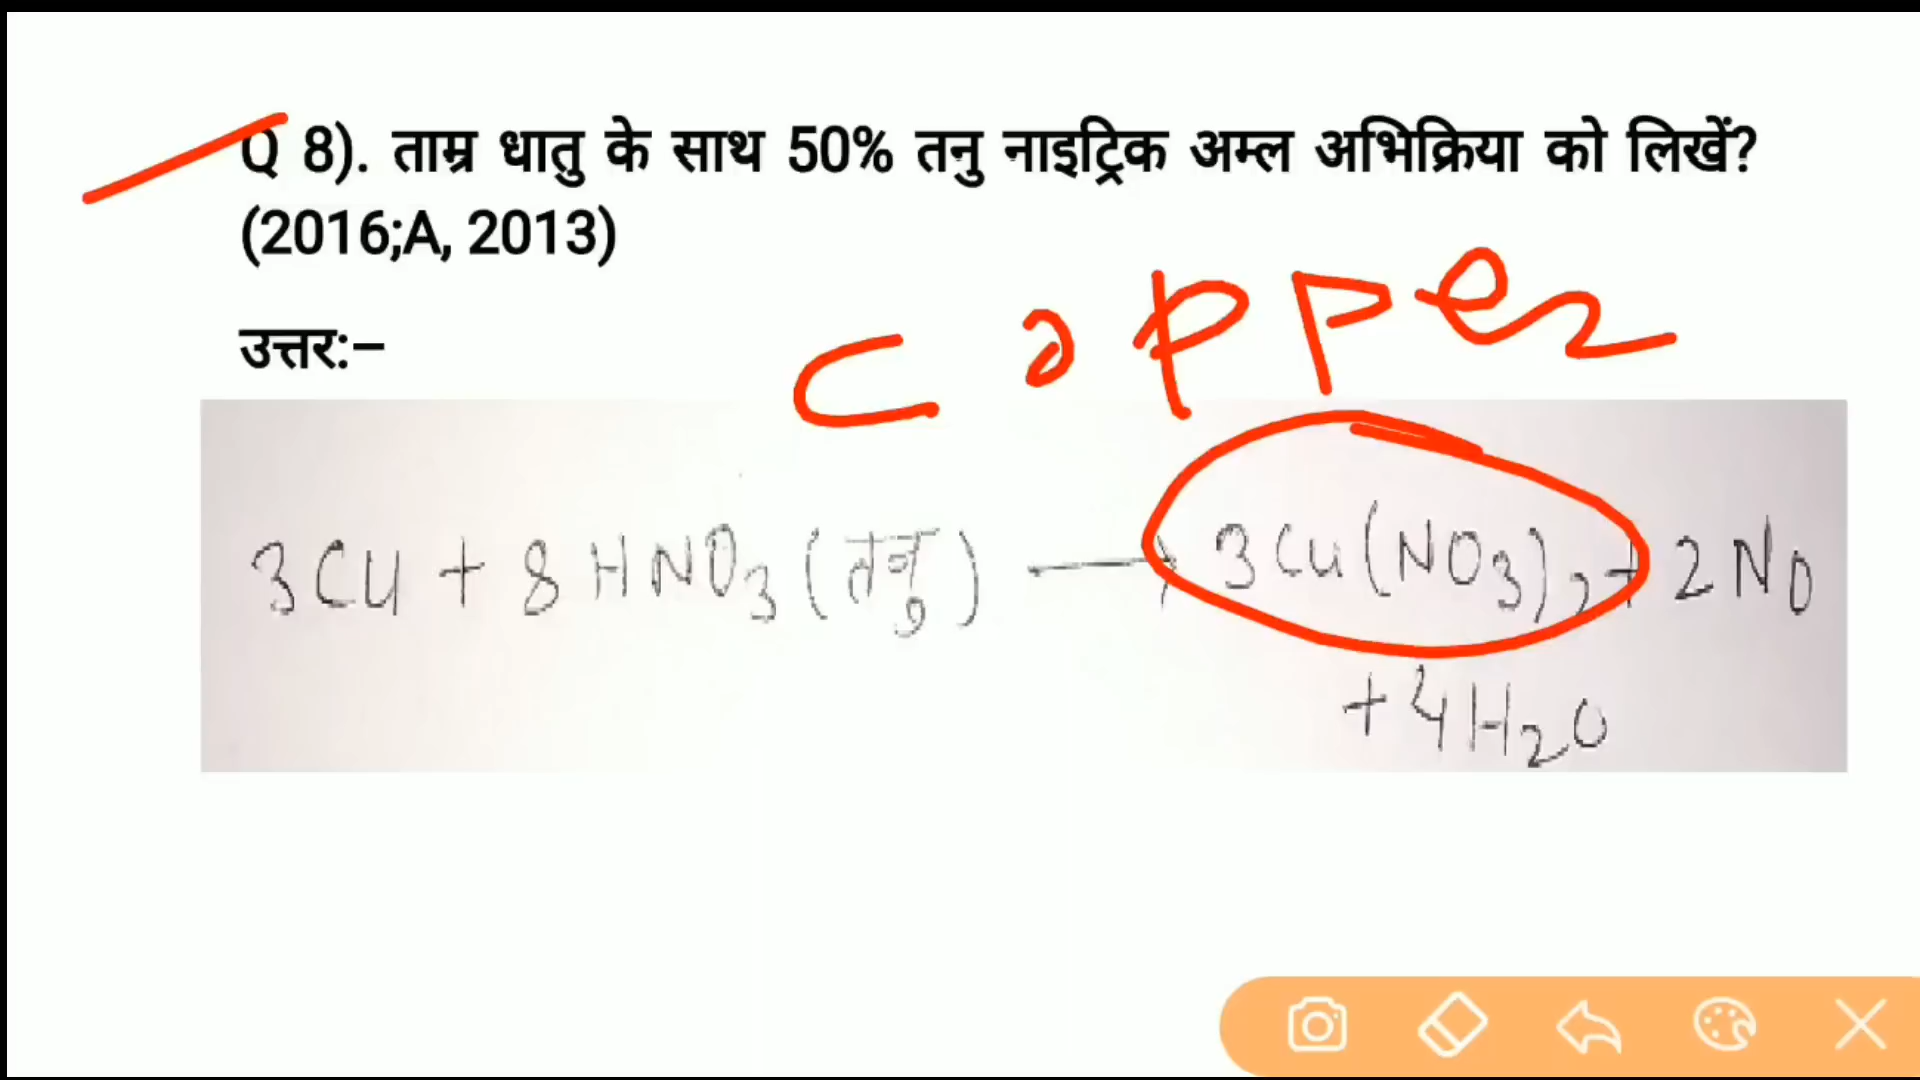 Q 8). ताम्र धातु के साथ 50% तनु नाइट्रिक अम्ल अभिक्रिया को लिखें?
(2016;A, 2013)
उत्तर:–
copper
3Cu + 8HNO3 (तनु) → 3Cu(NO3)2 + 2NO
+ 4H2O